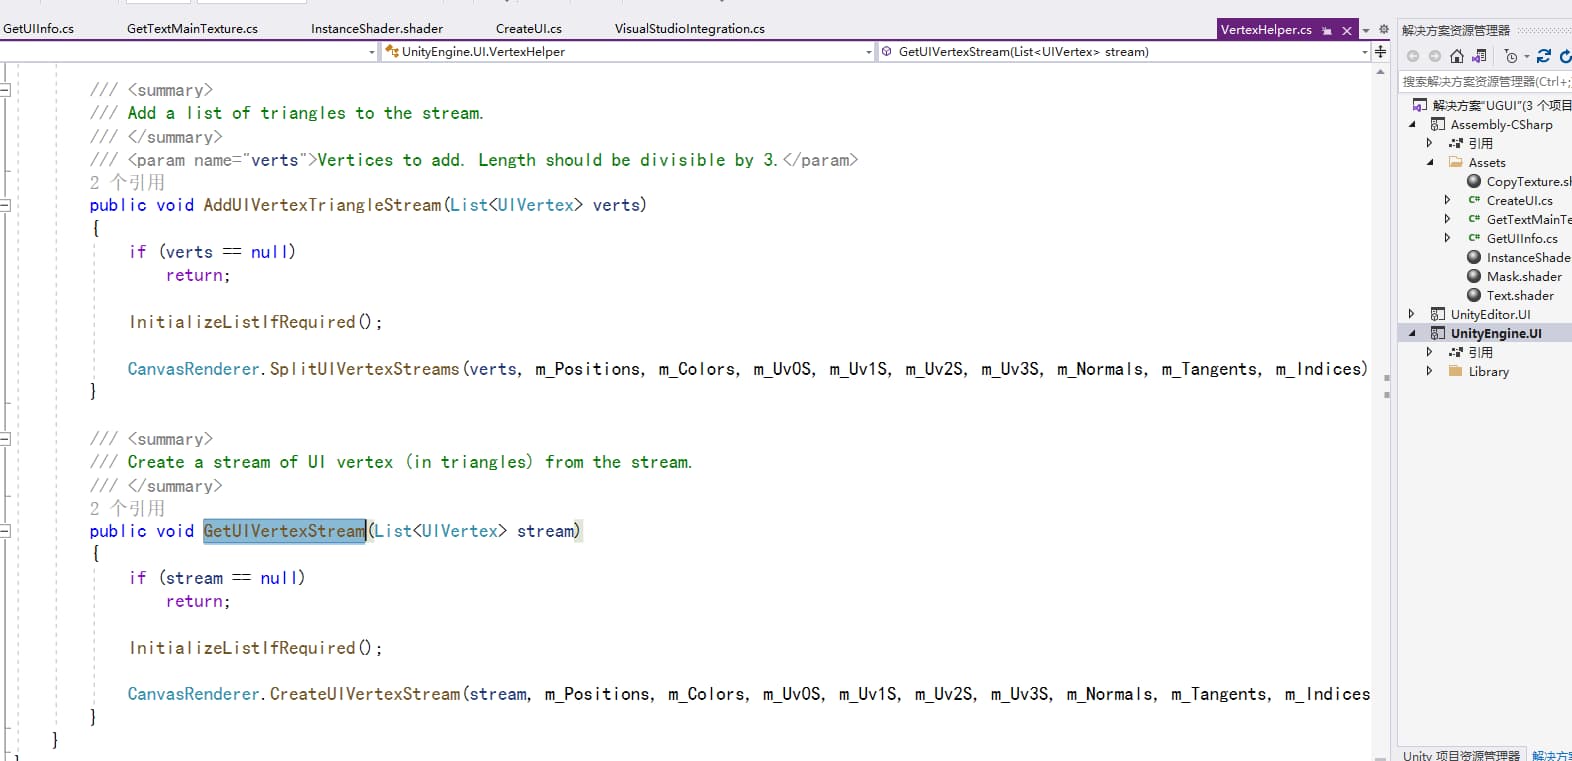 GetUIInfo.cs GetTextMainTexture.cs InstanceShader.shader CreateUI.cs VisualStudioIntegration.cs VertexHelper.cs
UnityEngine.UI.VertexHelper GetUIVertexStream(List<UIVertex> stream)
/// <summary>
/// Add a list of triangles to the stream.
/// </summary>
/// <param name="verts">Vertices to add. Length should be divisible by 3.</param>
2 个引用
public void AddUIVertexTriangleStream(List<UIVertex> verts)
{
if (verts == null)
return;
InitializeListIfRequired();
CanvasRenderer.SplitUIVertexStreams(verts, m_Positions, m_Colors, m_Uv0S, m_Uv1S, m_Uv2S, m_Uv3S, m_Normals, m_Tangents, m_Indices)
}
/// <summary>
/// Create a stream of UI vertex (in triangles) from the stream.
/// </summary>
2 个引用
public void GetUIVertexStream(List<UIVertex> stream)
{
if (stream == null)
return;
InitializeListIfRequired();
CanvasRenderer.CreateUIVertexStream(stream, m_Positions, m_Colors, m_Uv0S, m_Uv1S, m_Uv2S, m_Uv3S, m_Normals, m_Tangents, m_Indices
}
}
解决方案资源管理器
搜索解决方案资源管理器(Ctrl+;
解决方案"UGUI"(3 个项目
Assembly-CSharp
引用
Assets
CopyTexture.sh
CreateUI.cs
GetTextMainTe
GetUIInfo.cs
InstanceShade
Mask.shader
Text.shader
UnityEditor.UI
UnityEngine.UI
引用
Library
Unity 项目资源管理器 解决方